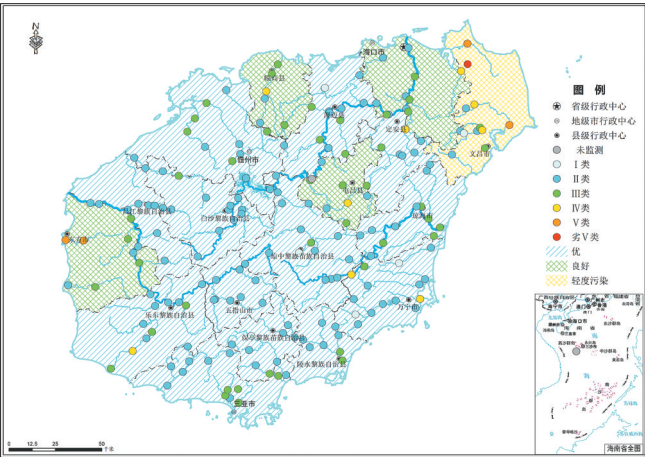 N
海口市
临高县
澄迈县
定安县
文昌市
儋州市
屯昌县
昌江黎族自治县
白沙黎族自治县
琼海市
东方市
琼中黎族苗族自治县
万宁市
乐东黎族自治县
五指山市
保亭黎族苗族自治县
陵水黎族自治县
三亚市
图 例
省级行政中心
地级市行政中心
县级行政中心
未监测
Ⅰ类
Ⅱ类
Ⅲ类
Ⅳ类
Ⅴ类
劣Ⅴ类
优
良好
轻度污染
0 12.5 25 50
千米
海南省全图